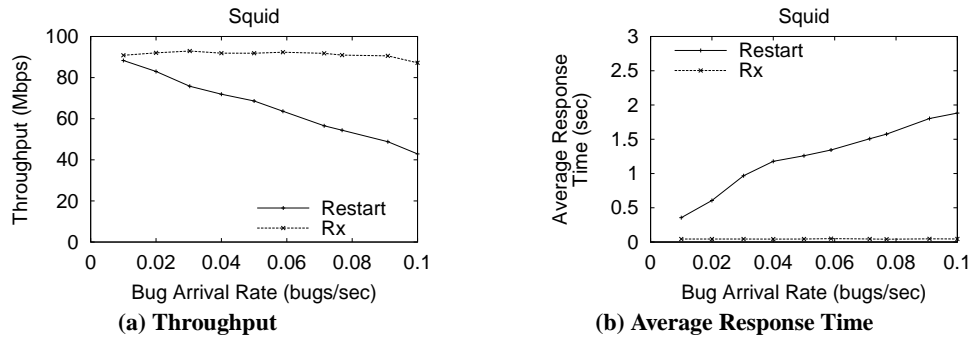 Squid
100
80
60
40
20
0
Throughput (Mbps)
Restart
Rx
0 0.02 0.04 0.06 0.08 0.1
Bug Arrival Rate (bugs/sec)
(a) Throughput
Squid
3
2.5
2
1.5
1
0.5
0
Average Response
Time (sec)
Restart
Rx
0 0.02 0.04 0.06 0.08 0.1
Bug Arrival Rate (bugs/sec)
(b) Average Response Time